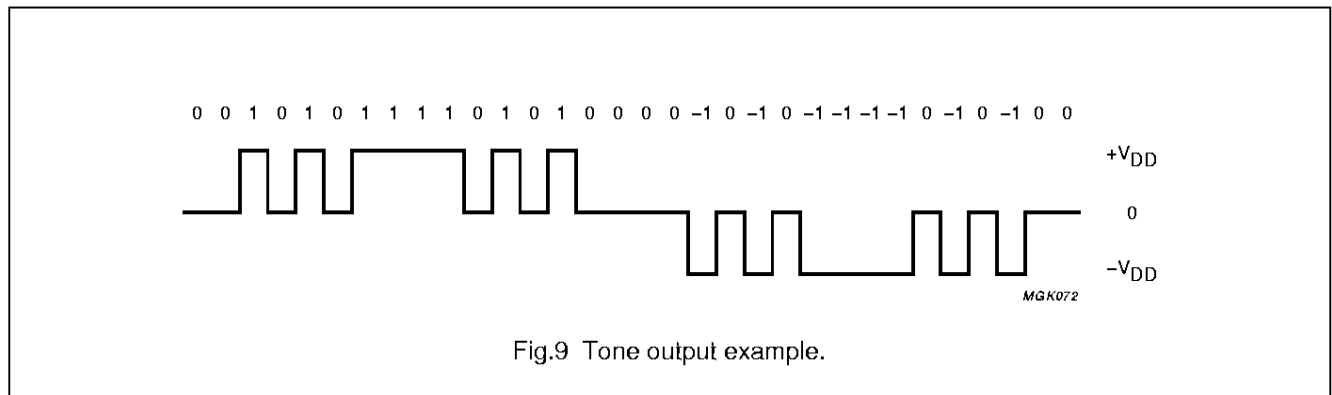 0 0 1 0 1 0 1 1 1 1 0 1 0 1 0 0 0 0 –1 0 –1 0 –1 –1 –1 –1 0 –1 0 –1 0 0
+VDD
0
–VDD
MGK072
Fig.9 Tone output example.